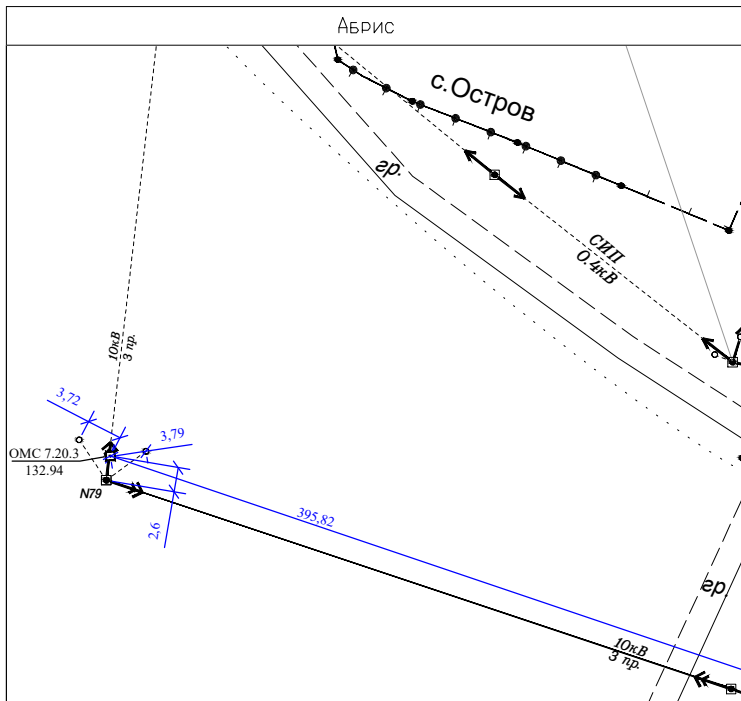 Абрис
с.Остров
гр.
СИП
0.4кВ
10кВ
3 пр.
3,72
3,79
ОМС 7.20.3
132.94
N79
2,6
395,82
гр.
10кВ
3 пр.